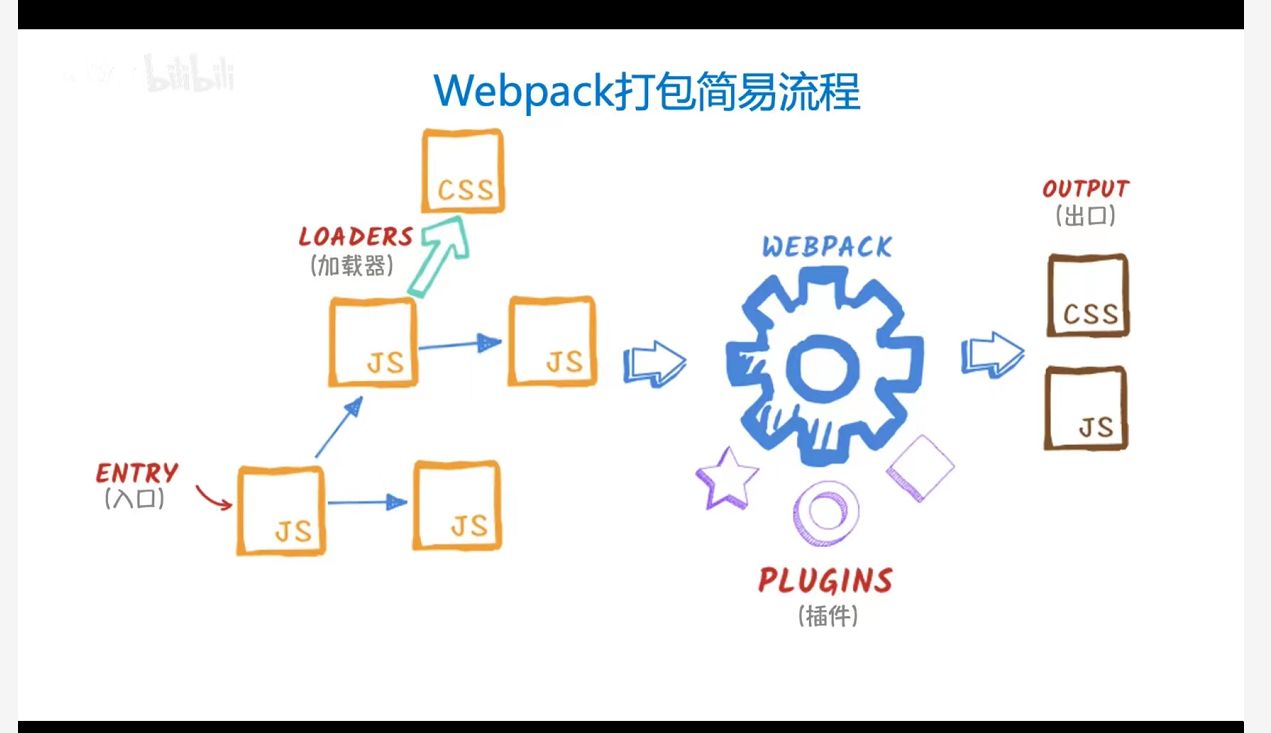 bilibili
Webpack打包简易流程
CSS
LOADERS
(加载器)
JS
JS
ENTRY
(入口)
JS
JS
WEBPACK
PLUGINS
(插件)
OUTPUT
(出口)
CSS
JS